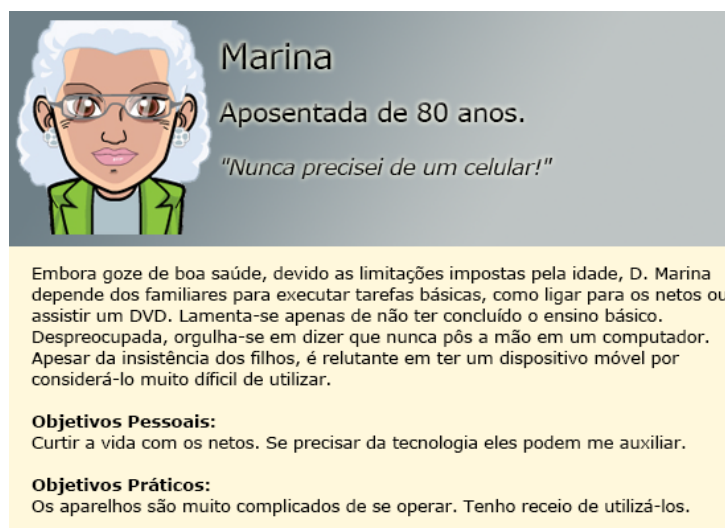 Marina
Aposentada de 80 anos.
"Nunca precisei de um celular!"
Embora goze de boa saúde, devido as limitações impostas pela idade, D. Marina
depende dos familiares para executar tarefas básicas, como ligar para os netos ou
assistir um DVD. Lamenta-se apenas de não ter concluído o ensino básico.
Despreocupada, orgulha-se em dizer que nunca pôs a mão em um computador.
Apesar da insistência dos filhos, é relutante em ter um dispositivo móvel por
considerá-lo muito díficil de utilizar.
Objetivos Pessoais:
Curtir a vida com os netos. Se precisar da tecnologia eles podem me auxiliar.
Objetivos Práticos:
Os aparelhos são muito complicados de se operar. Tenho receio de utilizá-los.